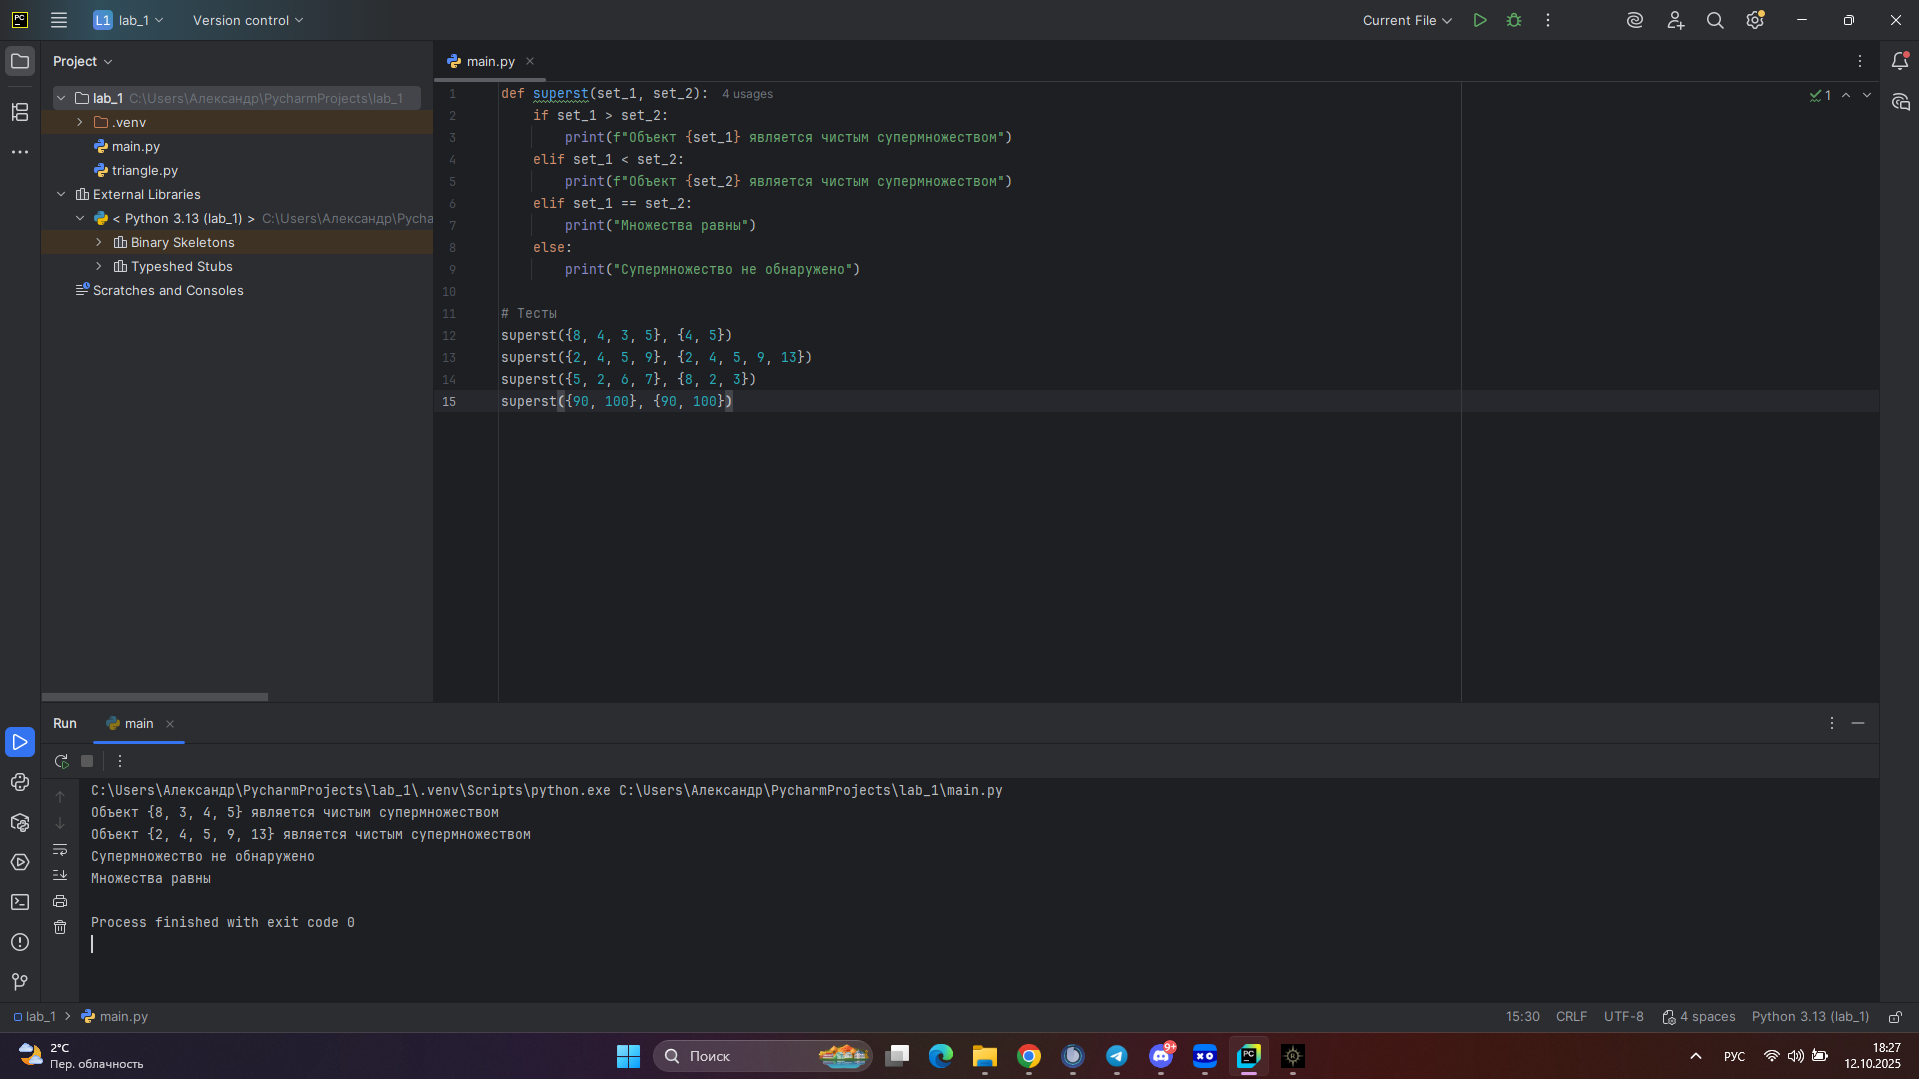 PC L1 lab_1 Version control Current File
Project
main.py
lab_1 C:\Users\Александр\PycharmProjects\lab_1
.venv
main.py
triangle.py
External Libraries
< Python 3.13 (lab_1) > C:\Users\Александр\Pycha
Binary Skeletons
Typeshed Stubs
Scratches and Consoles
1 def superst(set_1, set_2): 4 usages
2 if set_1 > set_2:
3 print(f"Объект {set_1} является чистым супермножеством")
4 elif set_1 < set_2:
5 print(f"Объект {set_2} является чистым супермножеством")
6 elif set_1 == set_2:
7 print("Множества равны")
8 else:
9 print("Супермножество не обнаружено")
10
11 # Тесты
12 superst({8, 4, 3, 5}, {4, 5})
13 superst({2, 4, 5, 9}, {2, 4, 5, 9, 13})
14 superst({5, 2, 6, 7}, {8, 2, 3})
15 superst({90, 100}, {90, 100})
1
Run main
C:\Users\Александр\PycharmProjects\lab_1\.venv\Scripts\python.exe C:\Users\Александр\PycharmProjects\lab_1\main.py
Объект {8, 3, 4, 5} является чистым супермножеством
Объект {2, 4, 5, 9, 13} является чистым супермножеством
Супермножество не обнаружено
Множества равны
Process finished with exit code 0
lab_1 main.py 15:30 CRLF UTF-8 4 spaces Python 3.13 (lab_1)
2°C
Пер. облачность
Поиск
9+
XO
PC
R
РУС
18:27
12.10.2025